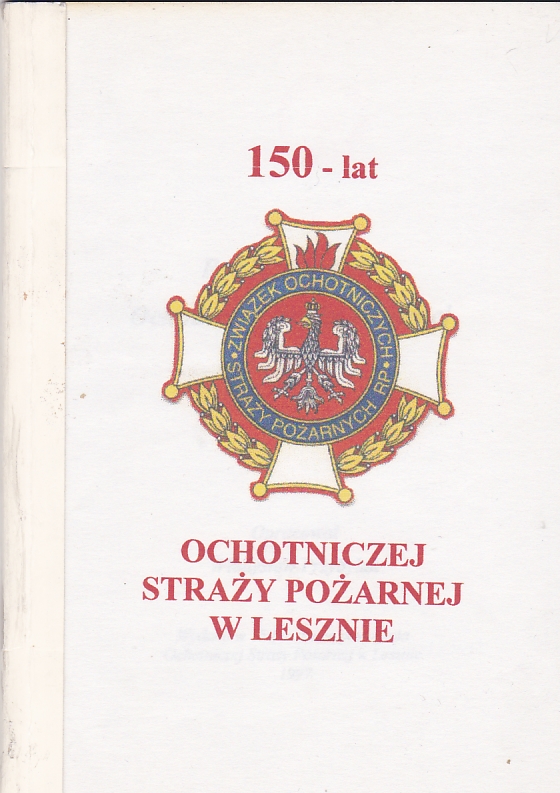 150 - lat
ZWIĄZEK OCHOTNICZYCH
STRAŻY POŻARNYCH RP
OCHOTNICZEJ
STRAŻY POŻARNEJ
W LESZNIE